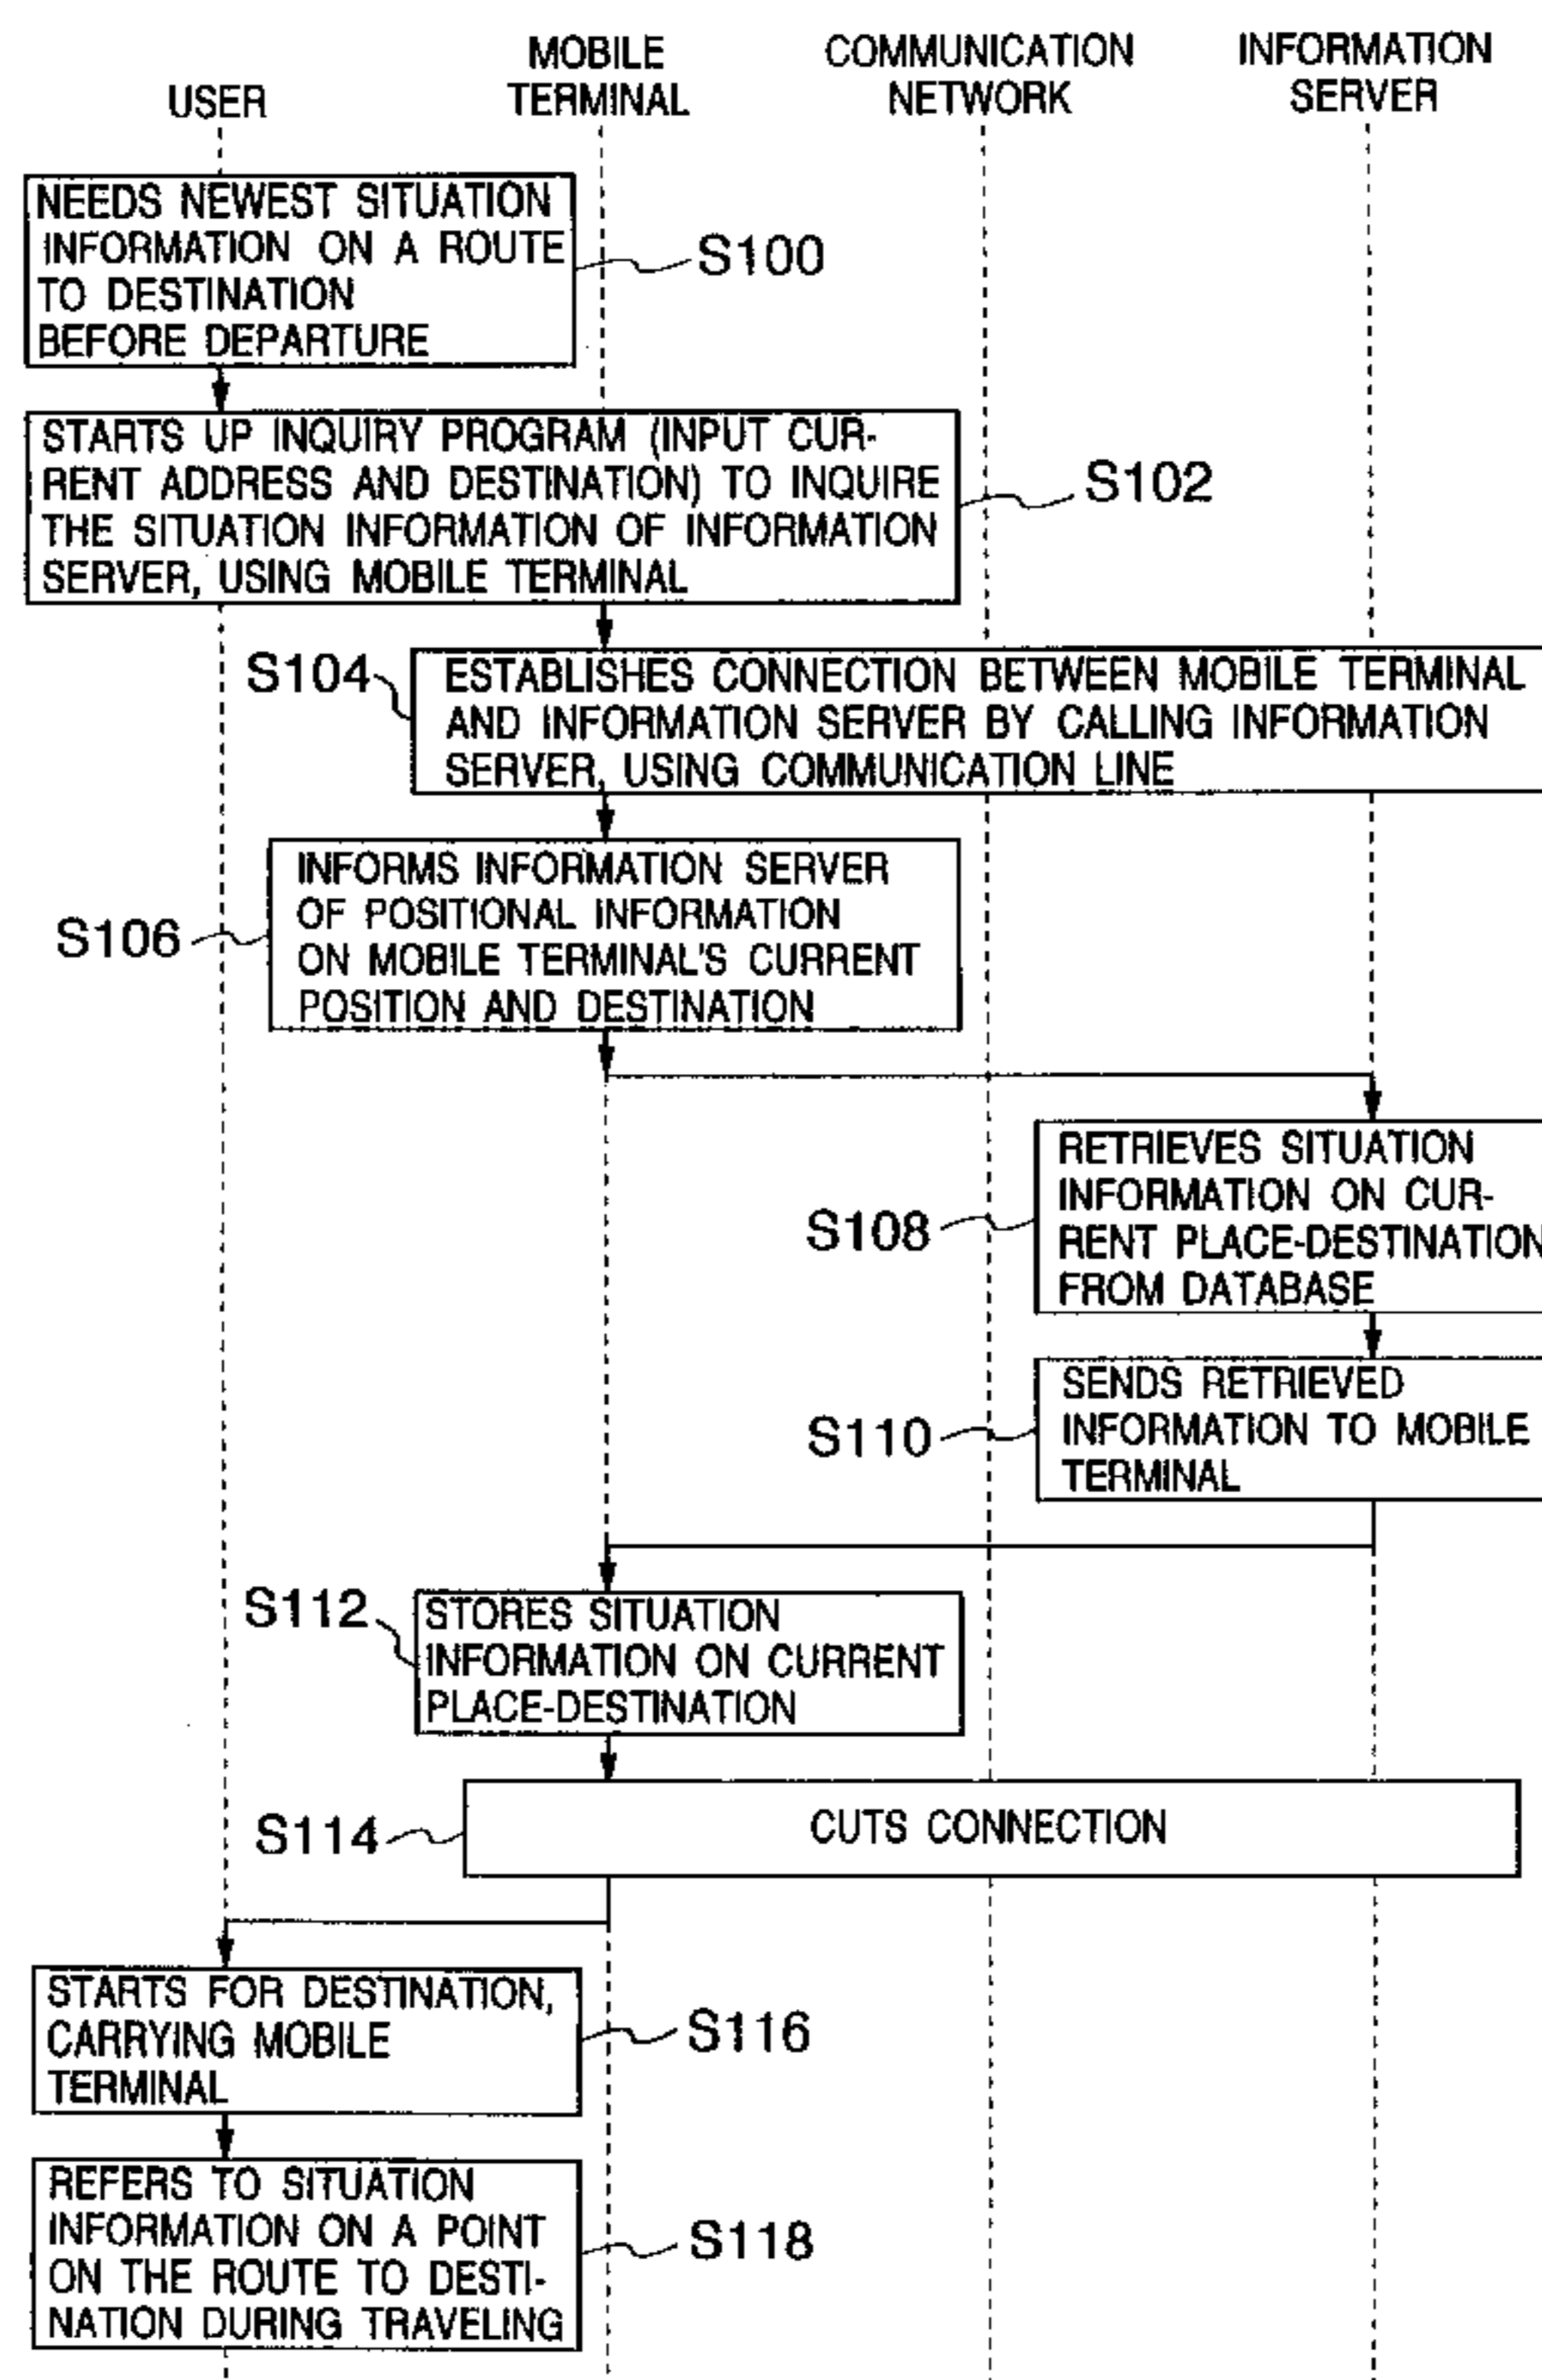 USER
MOBILE
TERMINAL
COMMUNICATION
NETWORK
INFORMATION
SERVER
NEEDS NEWEST SITUATION
INFORMATION ON A ROUTE
TO DESTINATION
BEFORE DEPARTURE
S100
STARTS UP INQUIRY PROGRAM (INPUT CUR-
RENT ADDRESS AND DESTINATION) TO INQUIRE
THE SITUATION INFORMATION OF INFORMATION
SERVER, USING MOBILE TERMINAL
S102
S104
ESTABLISHES CONNECTION BETWEEN MOBILE TERMINAL
AND INFORMATION SERVER BY CALLING INFORMATION
SERVER, USING COMMUNICATION LINE
S106
INFORMS INFORMATION SERVER
OF POSITIONAL INFORMATION
ON MOBILE TERMINAL'S CURRENT
POSITION AND DESTINATION
S108
RETRIEVES SITUATION
INFORMATION ON CUR-
RENT PLACE-DESTINATION
FROM DATABASE
S110
SENDS RETRIEVED
INFORMATION TO MOBILE
TERMINAL
S112
STORES SITUATION
INFORMATION ON CURRENT
PLACE-DESTINATION
S114
CUTS CONNECTION
STARTS FOR DESTINATION,
CARRYING MOBILE
TERMINAL
S116
REFERS TO SITUATION
INFORMATION ON A POINT
ON THE ROUTE TO DESTI-
NATION DURING TRAVELING
S118